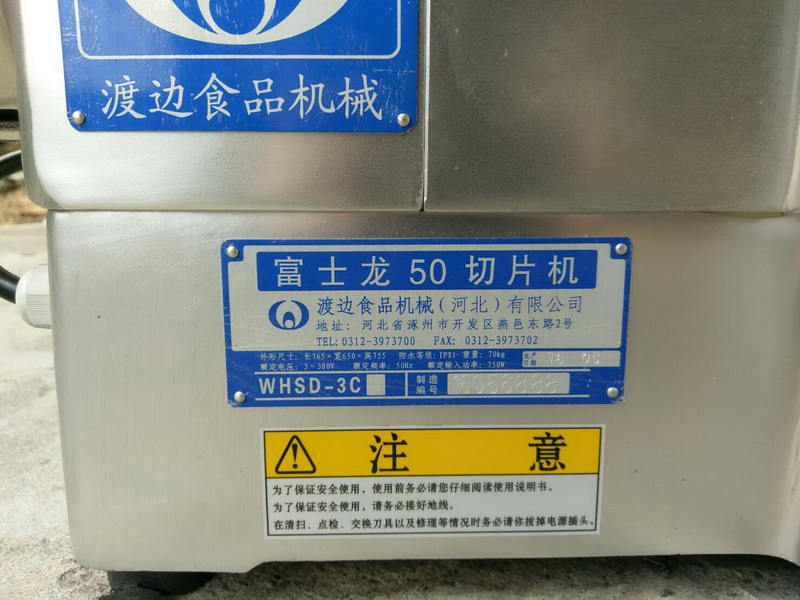 渡边食品机械
富士龙 50 切片机
渡边食品机械(河北)有限公司
地址: 河北省涿州市开发区燕邑东路2号
TEL:0312-3973700 FAX: 0312-3973702
外形尺寸: 长765×宽650×高755 防水等级: IPX1 重量: 70kg 生产日期
额定电压: 3~380V 额定频率: 50Hz 额定输入功率: 750W
WHSD-3C 制造编号
注意
为了保证安全使用，使用前务必请您仔细阅读使用说明书。
为了保证安全使用，请务必接好地线。
在清扫、点检、交换刀具以及修理等情况时务必请你拔掉电源插头。